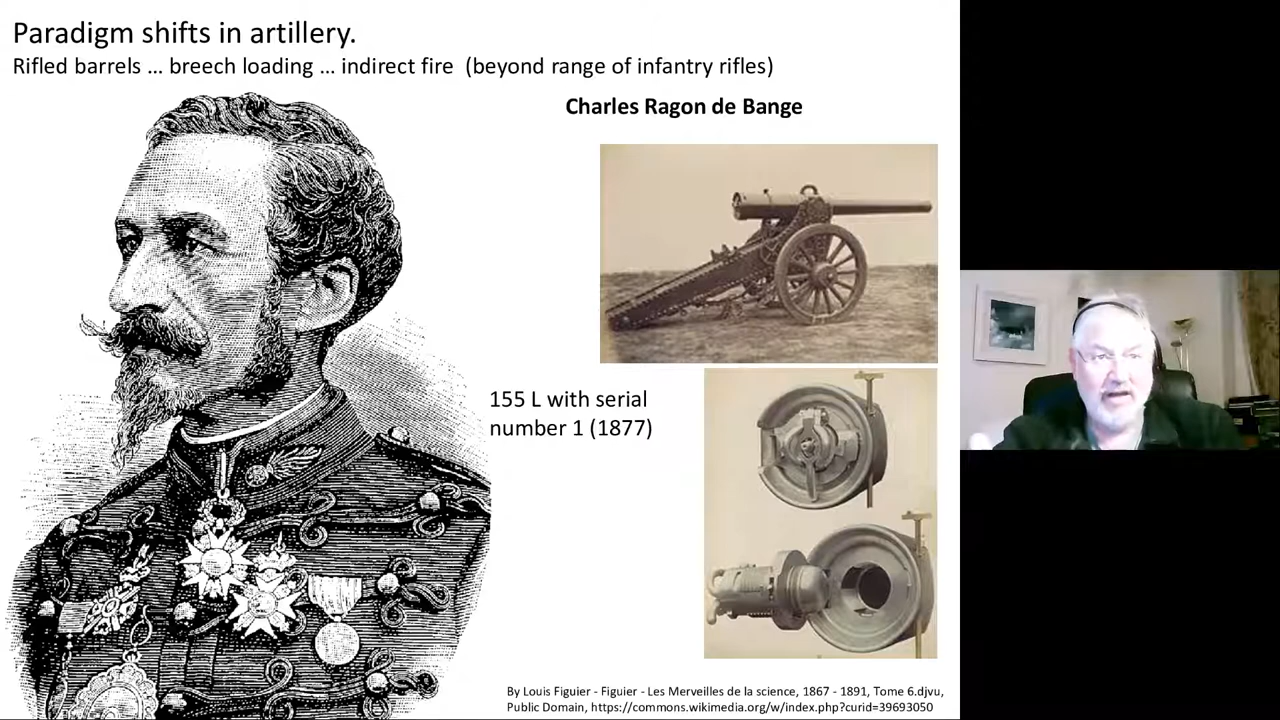 Paradigm shifts in artillery.
Rifled barrels ... breech loading ... indirect fire  (beyond range of infantry rifles)
Charles Ragon de Bange
155 L with serial
number 1 (1877)
By Louis Figuier - Figuier - Les Merveilles de la science, 1867 - 1891, Tome 6.djvu,
Public Domain, https://commons.wikimedia.org/w/index.php?curid=39693050